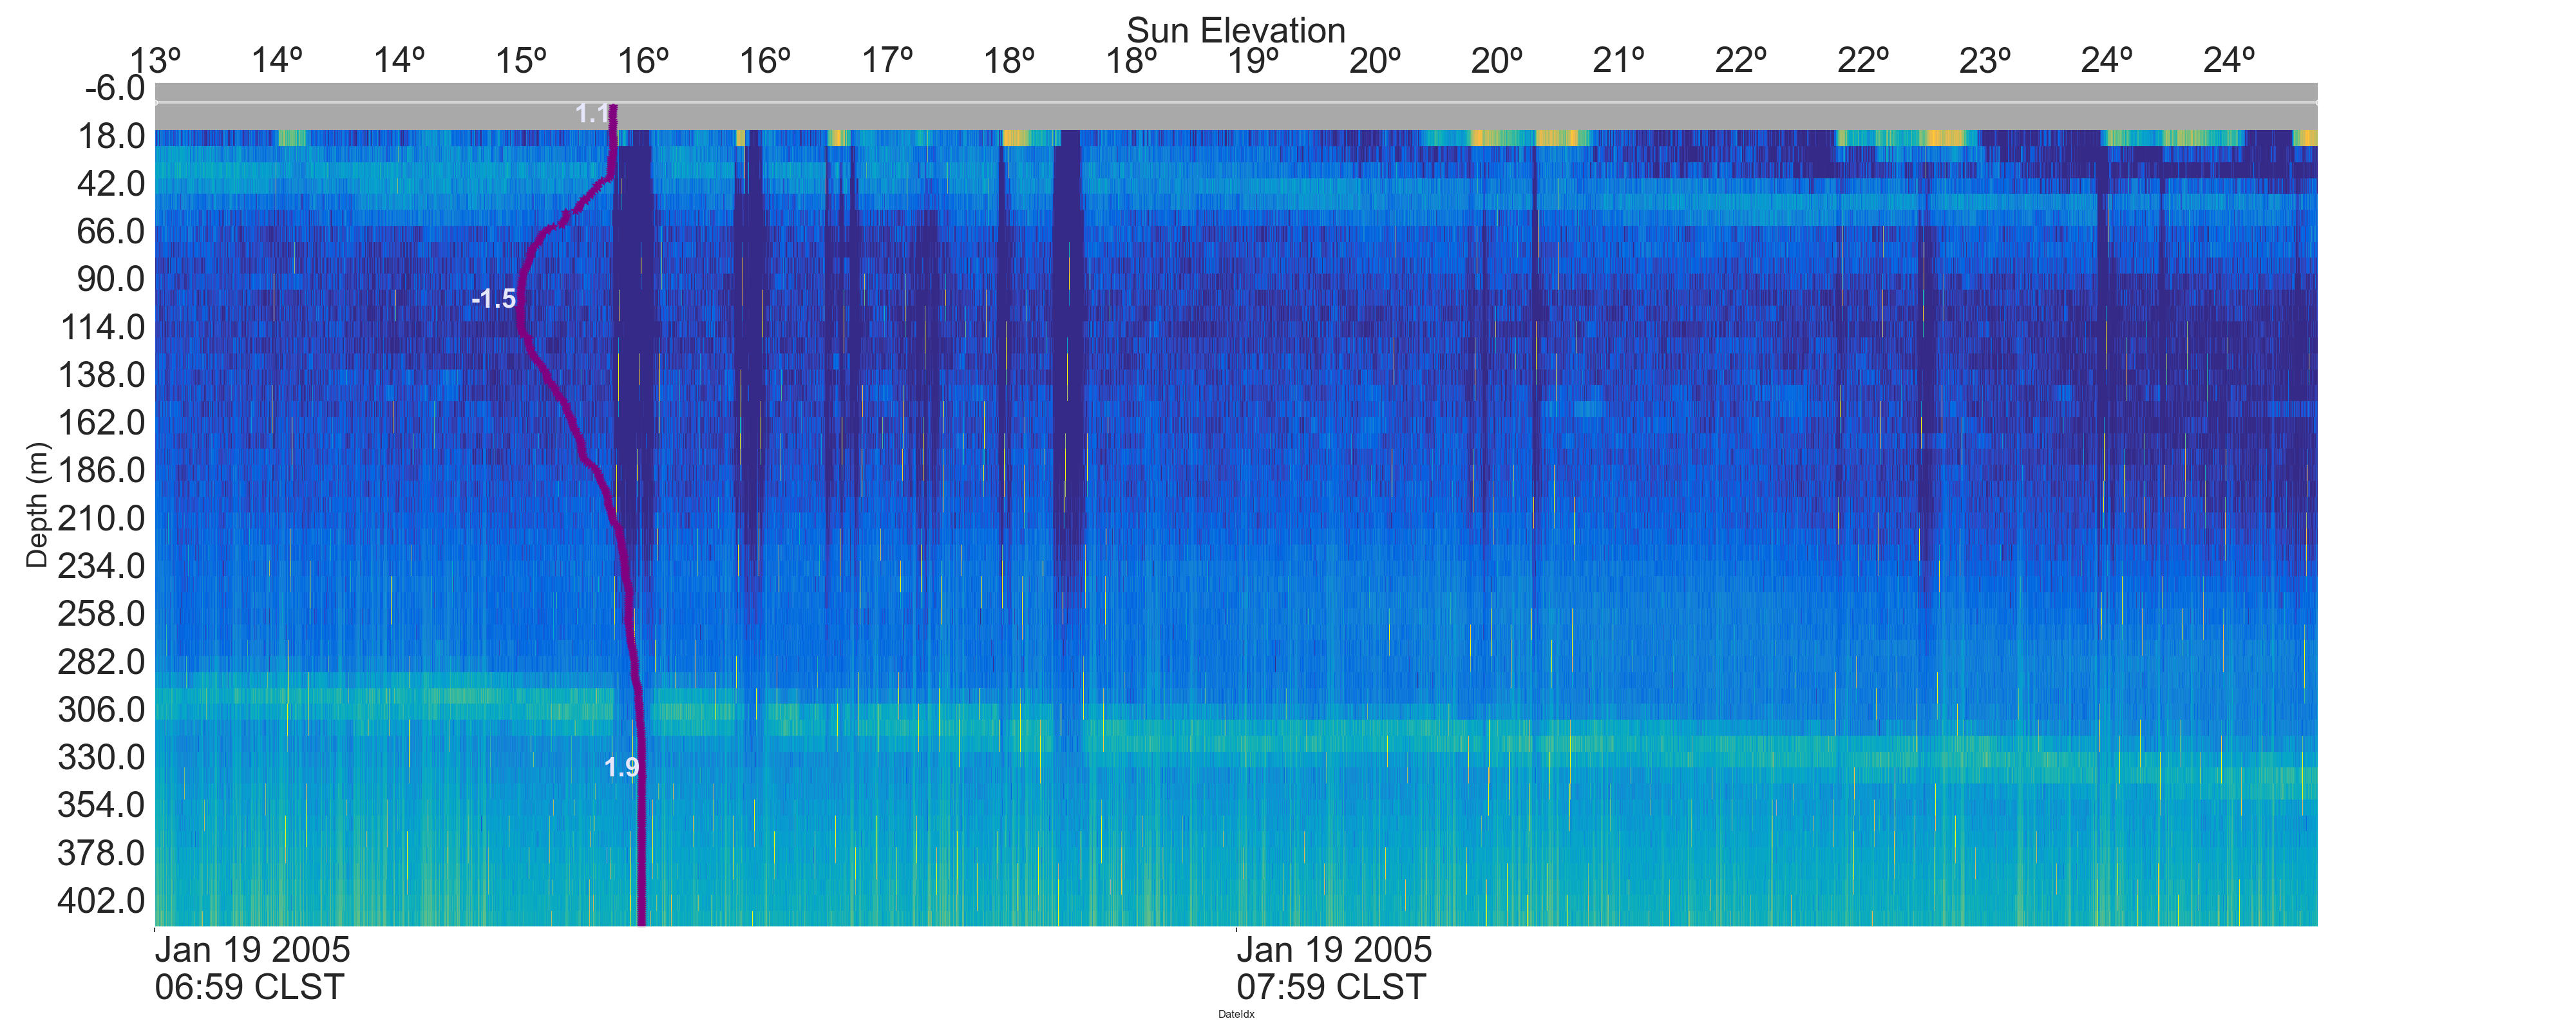 Sun Elevation
13º 14º 14º 15º 16º 16º 17º 18º 18º 19º 20º 20º 21º 22º 22º 23º 24º 24º
-6.0
1.1
18.0
42.0
66.0
90.0
-1.5
114.0
138.0
162.0
186.0
210.0
234.0
258.0
282.0
306.0
330.0
1.9
354.0
378.0
402.0
Depth (m)
Jan 19 2005
06:59 CLST
Jan 19 2005
07:59 CLST
DateIdx